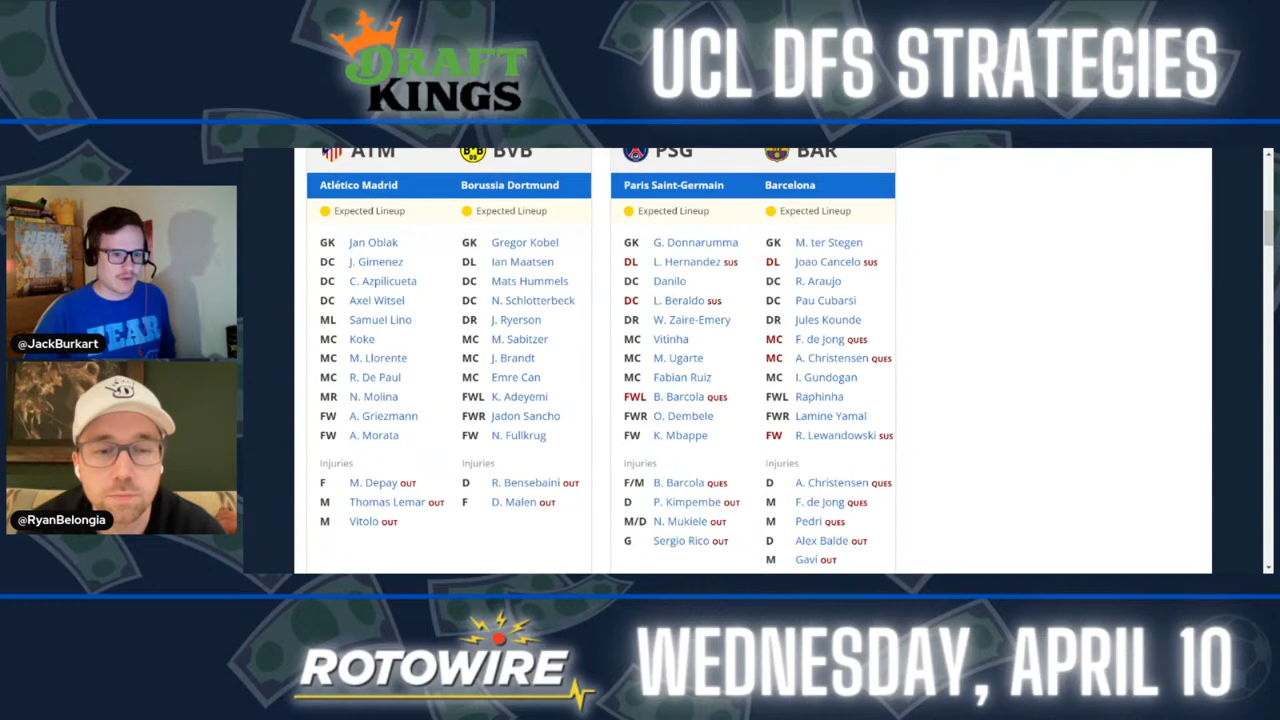 DRAFT
KINGS
UCL DFS STRATEGIES
ATM
BVB
Atlético Madrid
Borussia Dortmund
Expected Lineup
Expected Lineup
GK Jan Oblak
DC J. Gimenez
DC C. Azpilicueta
DC Axel Witsel
ML Samuel Lino
MC Koke
MC M. Llorente
MC R. De Paul
MR N. Molina
FW A. Griezmann
FW A. Morata
Injuries
F M. Depay OUT
M Thomas Lemar OUT
M Vitolo OUT
GK Gregor Kobel
DL Ian Maatsen
DC Mats Hummels
DC N. Schlotterbeck
DR J. Ryerson
MC M. Sabitzer
MC J. Brandt
MC Emre Can
FWL K. Adeyemi
FWR Jadon Sancho
FW N. Fullkrug
Injuries
D R. Bensebaini OUT
F D. Malen OUT
PSG
BAR
Paris Saint-Germain
Barcelona
Expected Lineup
Expected Lineup
GK G. Donnarumma
DL L. Hernandez SUS
DC Danilo
DC L. Beraldo SUS
DR W. Zaire-Emery
MC Vitinha
MC M. Ugarte
MC Fabian Ruiz
FWL B. Barcola QUES
FWR O. Dembele
FW K. Mbappe
Injuries
F/M B. Barcola QUES
D P. Kimpembe OUT
M/D N. Mukiele OUT
G Sergio Rico OUT
GK M. ter Stegen
DL Joao Cancelo SUS
DC R. Araujo
DC Pau Cubarsi
DR Jules Kounde
MC F. de Jong QUES
MC A. Christensen QUES
MC I. Gundogan
FWL Raphinha
FWR Lamine Yamal
FW R. Lewandowski SUS
Injuries
D A. Christensen QUES
M F. de Jong QUES
M Pedri QUES
D Alex Balde OUT
M Gavi OUT
BEAR
@JackBurkart
@RyanBelongia
ROTOWIRE
WEDNESDAY, APRIL 10